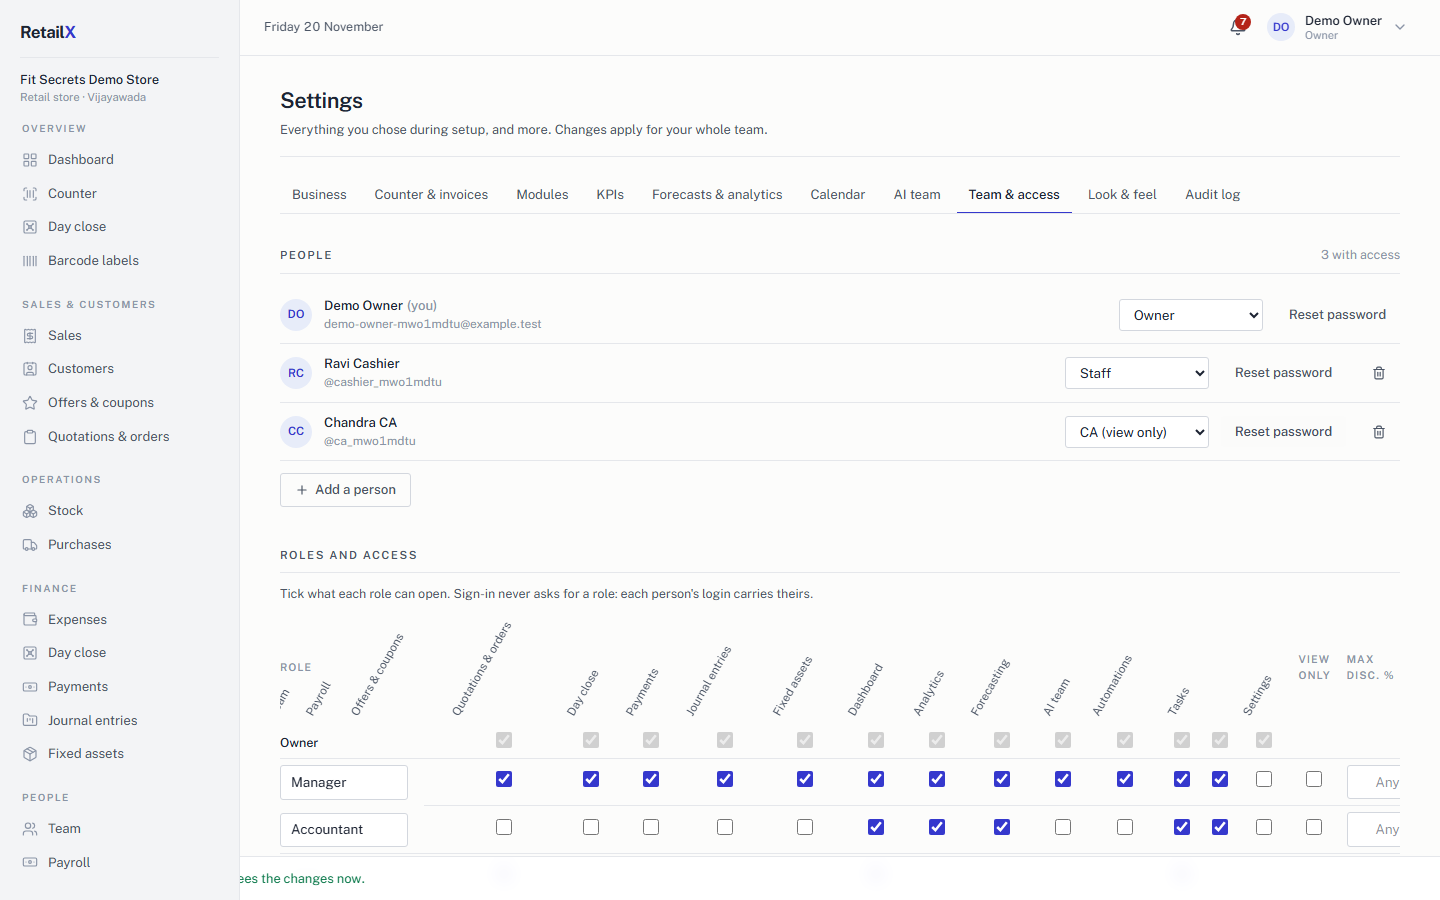 RetailX
Fit Secrets Demo Store
Retail store · Vijayawada
OVERVIEW
Dashboard
Counter
Day close
Barcode labels
SALES & CUSTOMERS
Sales
Customers
Offers & coupons
Quotations & orders
OPERATIONS
Stock
Purchases
FINANCE
Expenses
Day close
Payments
Journal entries
Fixed assets
PEOPLE
Team
Payroll
Friday 20 November
7
DO
Demo Owner
Owner
Settings
Everything you chose during setup, and more. Changes apply for your whole team.
Business Counter & invoices Modules KPIs Forecasts & analytics Calendar AI team Team & access Look & feel Audit log
PEOPLE 3 with access
DO Demo Owner (you) Owner Reset password
demo-owner-mwo1mdtu@example.test
RC Ravi Cashier Staff Reset password
@cashier_mwo1mdtu
CC Chandra CA CA (view only) Reset password
@ca_mwo1mdtu
+ Add a person
ROLES AND ACCESS
Tick what each role can open. Sign-in never asks for a role: each person's login carries theirs.
ROLE Payroll Offers & coupons Quotations & orders Day close Payments Journal entries Fixed assets Dashboard Analytics Forecasting AI team Automations Tasks Settings VIEW ONLY MAX DISC. %
Owner
Manager Any
Accountant Any
ees the changes now.